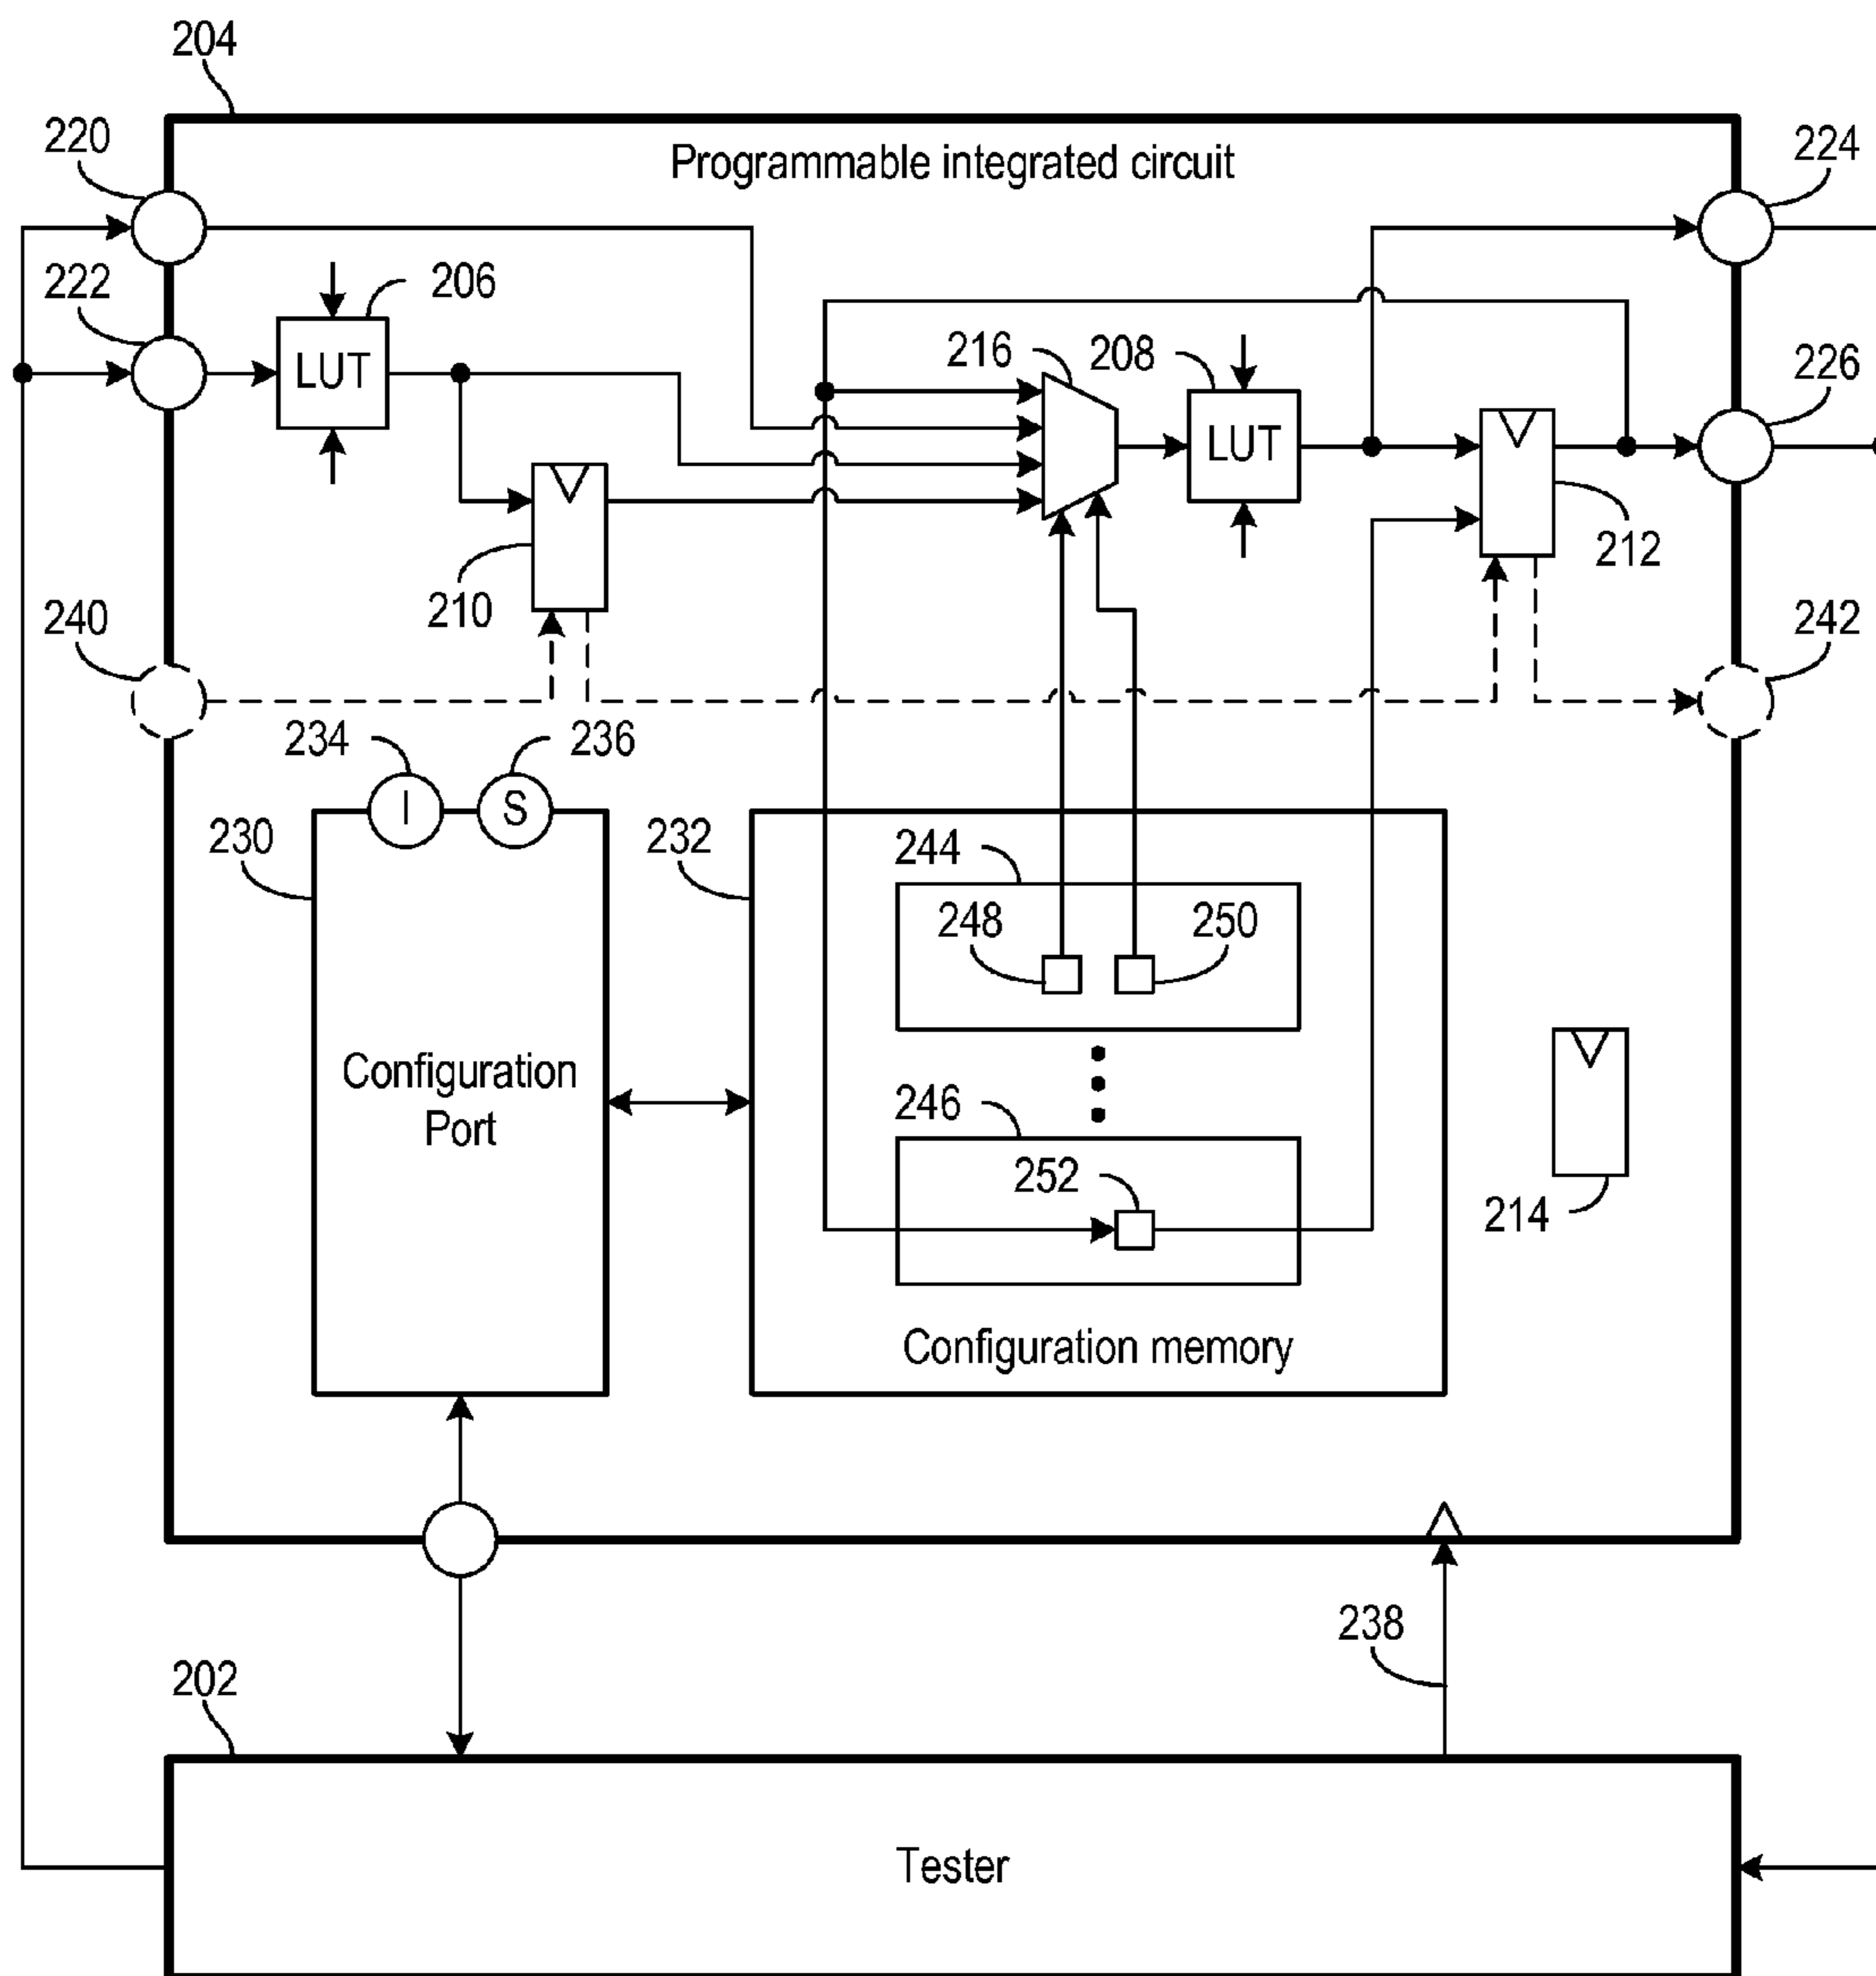 204
220
224
Programmable integrated circuit
222
206
226
216
208
LUT
LUT
210
212
240
242
234
236
I
S
230
232
244
248
250
Configuration
Port
246
252
214
Configuration memory
238
202
Tester